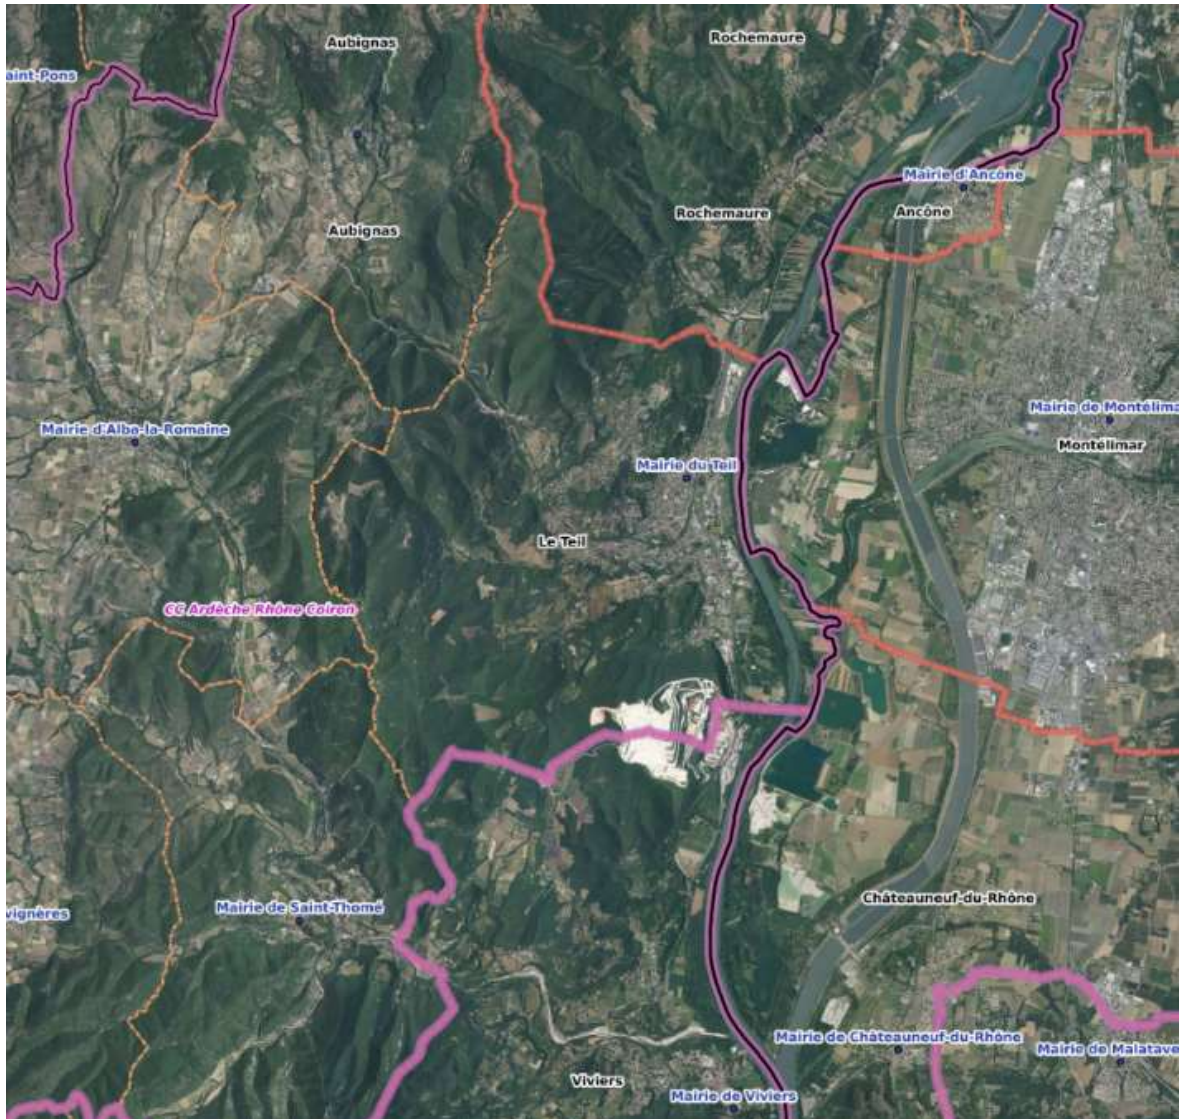 Rochemaure
Aubignas
aint-Pons
Mairie d'Ancône
Ancône
Rochemaure
Aubignas
Mairie de Montélima
Mairie d'Alba-la-Romaine
Montélimar
Mairie du Teil
Le Teil
CC Ardèche Rhône Coiron
Châteauneuf-du-Rhône
Mairie de Saint-Thomé
vignères
Mairie de Châteauneuf-du-Rhône
Mairie de Malatave
Viviers
Mairie de Viviers